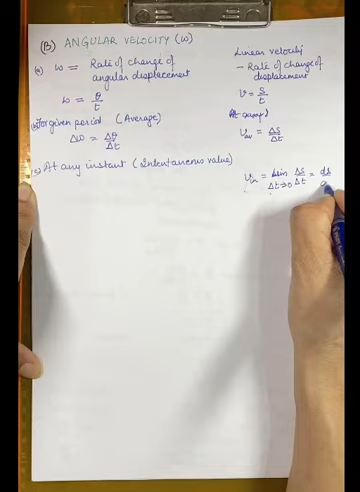 (B) ANGULAR VELOCITY (ω)
(a) ω = Rate of change of
angular displacement
ω = θ/t
(b) For given period (Average)
Δω = Δθ/Δt
(c) At any instant (Intentaneous value)
Linear velocity
- Rate of change of
displacement
v = s/t
v_av = Δs/Δt
v_in = Lim Δt→0 Δs/Δt = ds